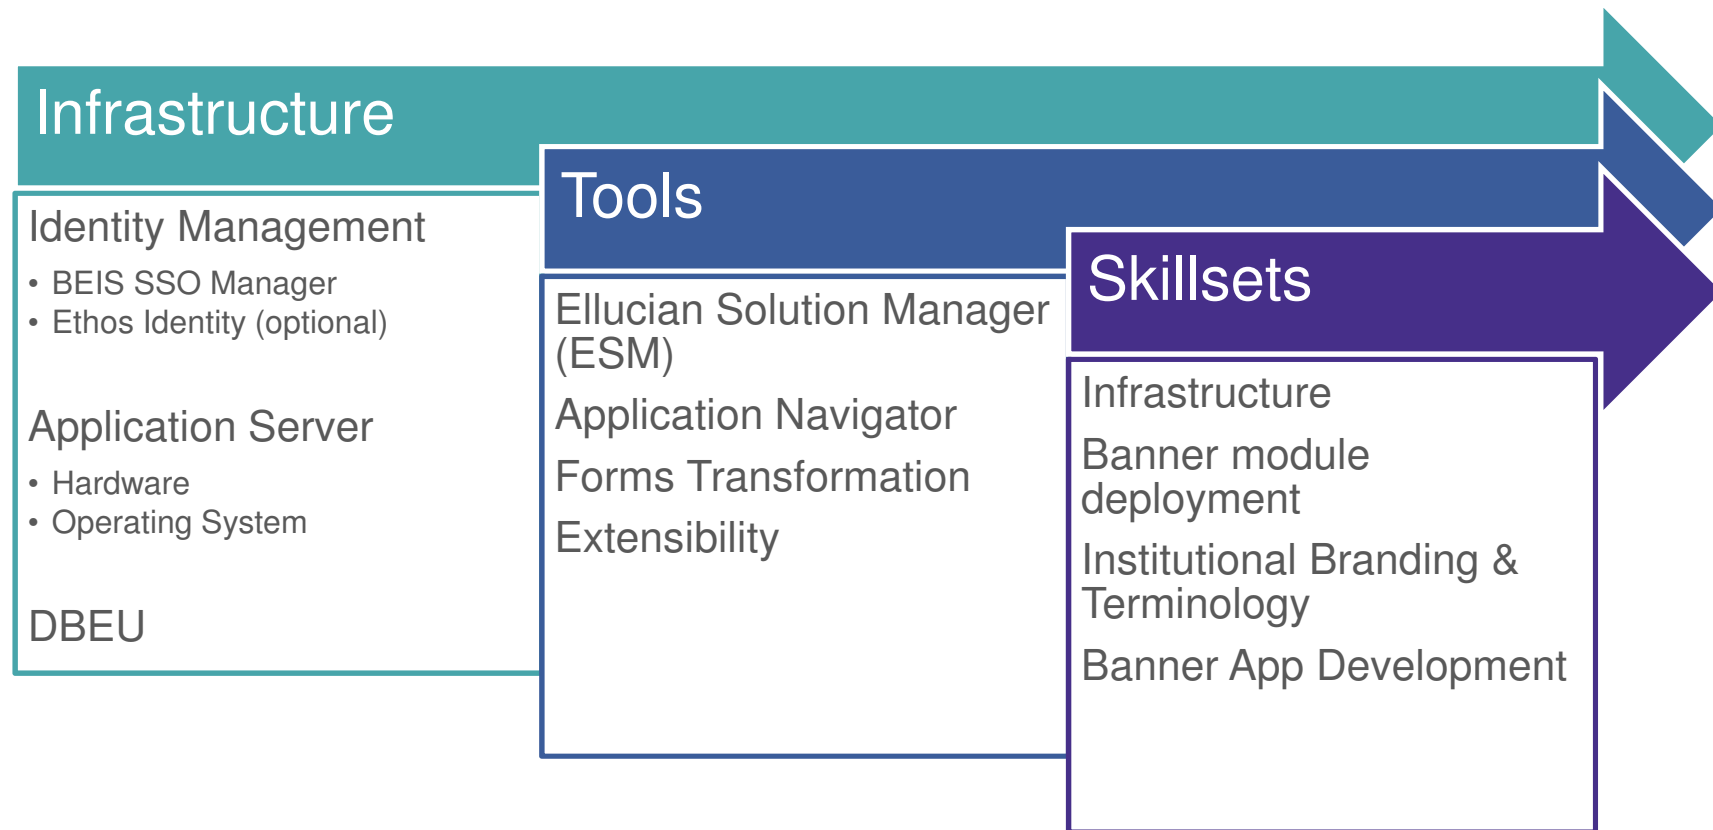 Infrastructure
Identity Management
• BEIS SSO Manager
• Ethos Identity (optional)
Application Server
• Hardware
• Operating System
DBEU
Tools
Ellucian Solution Manager
(ESM)
Application Navigator
Forms Transformation
Extensibility
Skillsets
Infrastructure
Banner module
deployment
Institutional Branding &
Terminology
Banner App Development